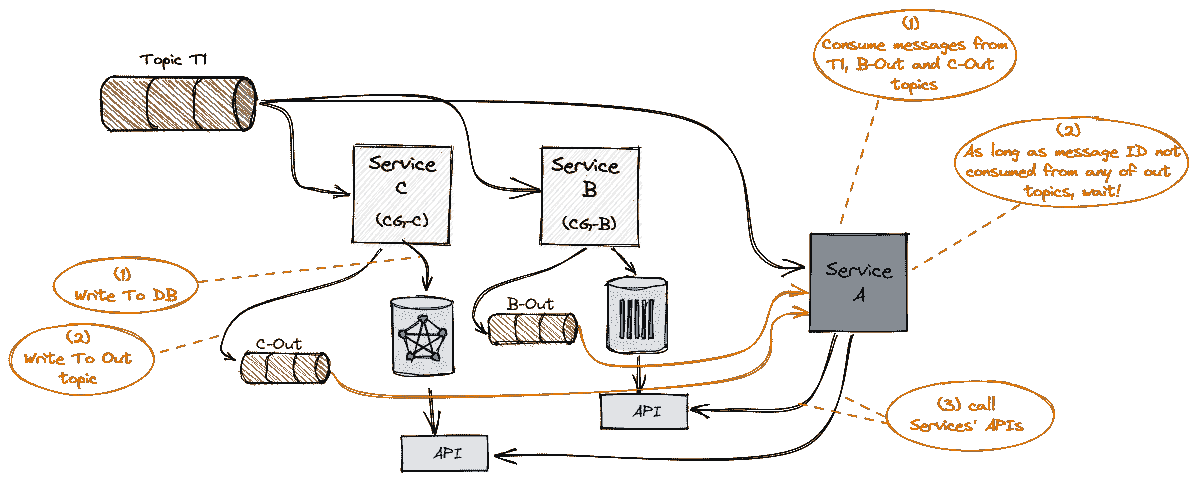 Topic T1
(1)
Consume messages from
T1, B-Out and C-Out
topics
(2)
As long as message ID not
consumed from any of out
topics, wait!
Service
C
(CG-C)
Service
B
(CG-B)
Service
A
(1)
Write To DB
(2)
Write To Out
topic
C-Out
B-Out
API
API
(3) call
Services' APIs